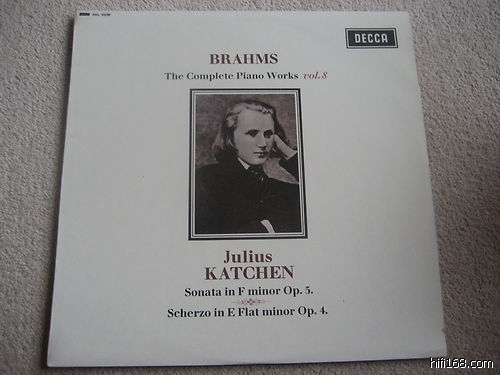 DECCA
BRAHMS
The Complete Piano Works vol.8
Julius
KATCHEN
Sonata in F minor Op. 5.
Scherzo in E Flat minor Op. 4.
hifi168.com